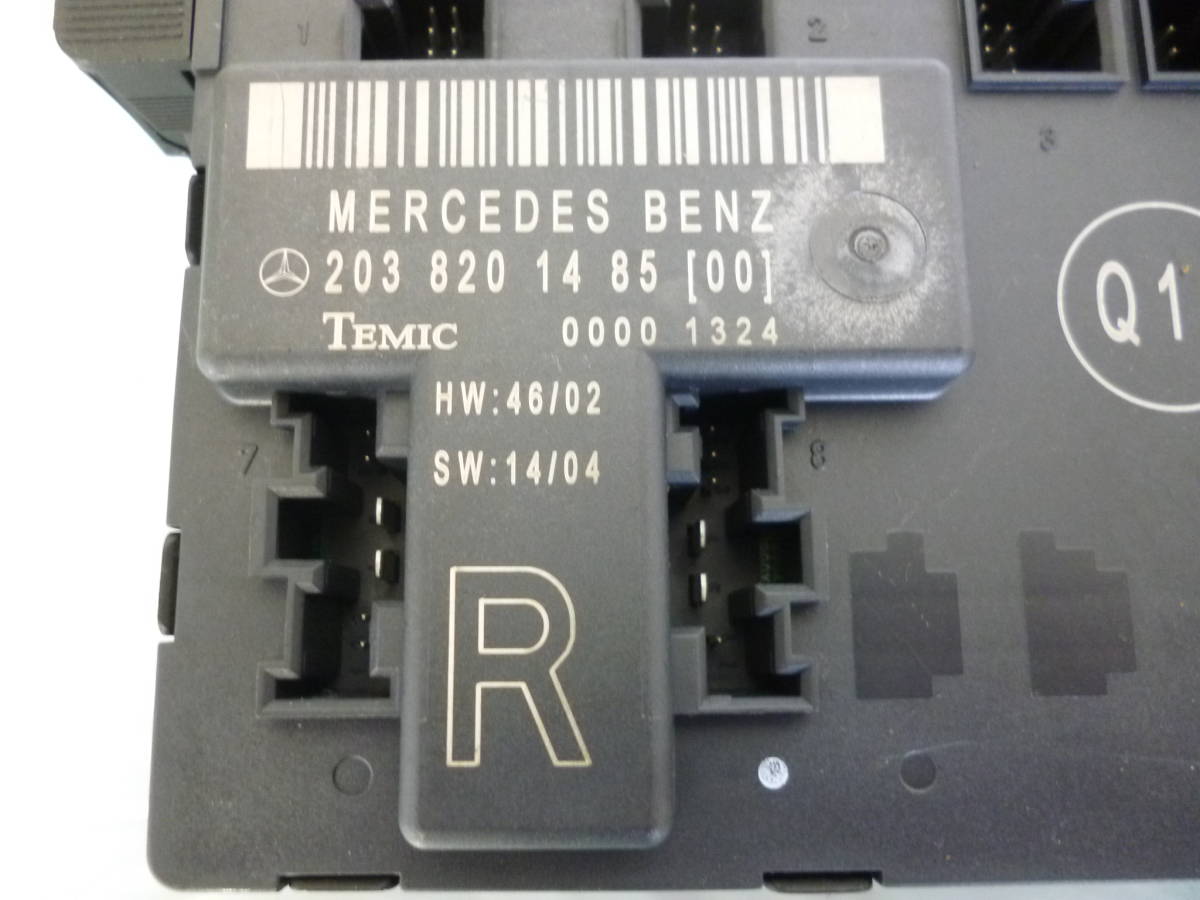 1
2
3
MERCEDES BENZ
203 820 14 85 [00]
TEMIC 0000 1324
HW:46/02
SW:14/04
7
8
Q1
R